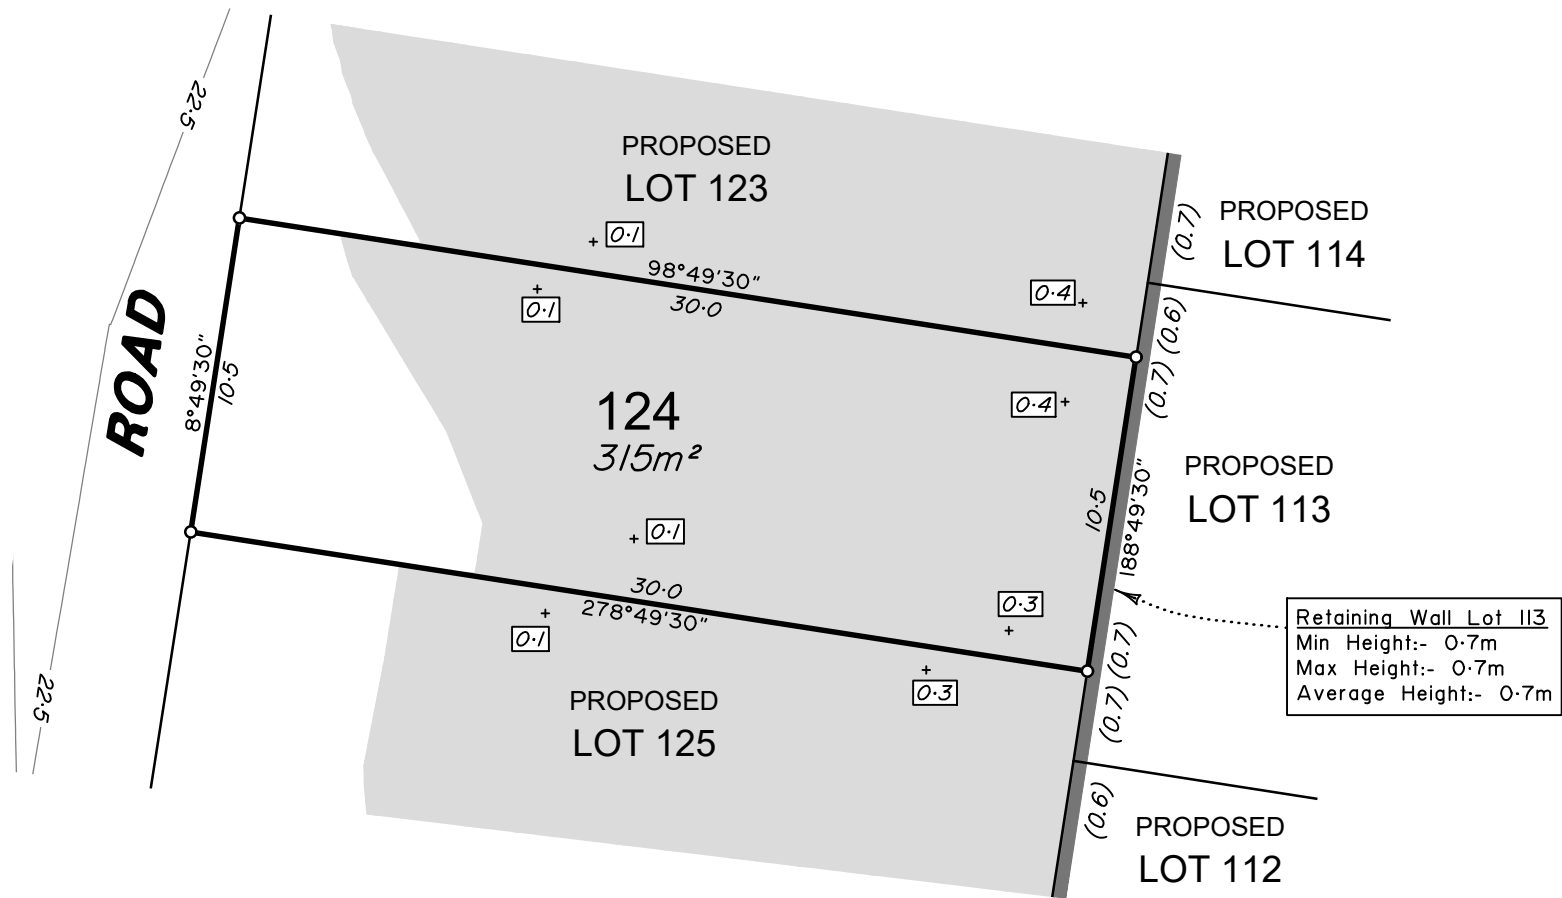 22·5
PROPOSED
LOT 123
0·1
98°49'30"
30·0
0·1
0·4
(0.7)
PROPOSED
LOT 114
(0.6)
(0.7)
ROAD
8°49'30"
10·5
124
315m²
0·4
PROPOSED
LOT 113
10·5
188°49'30"
0·1
30·0
278°49'30"
0·3
0·1
0·3
(0.7)
(0.7)
Retaining Wall Lot 113
Min Height:- 0·7m
Max Height:- 0·7m
Average Height:- 0·7m
22·5
PROPOSED
LOT 125
(0.6)
PROPOSED
LOT 112